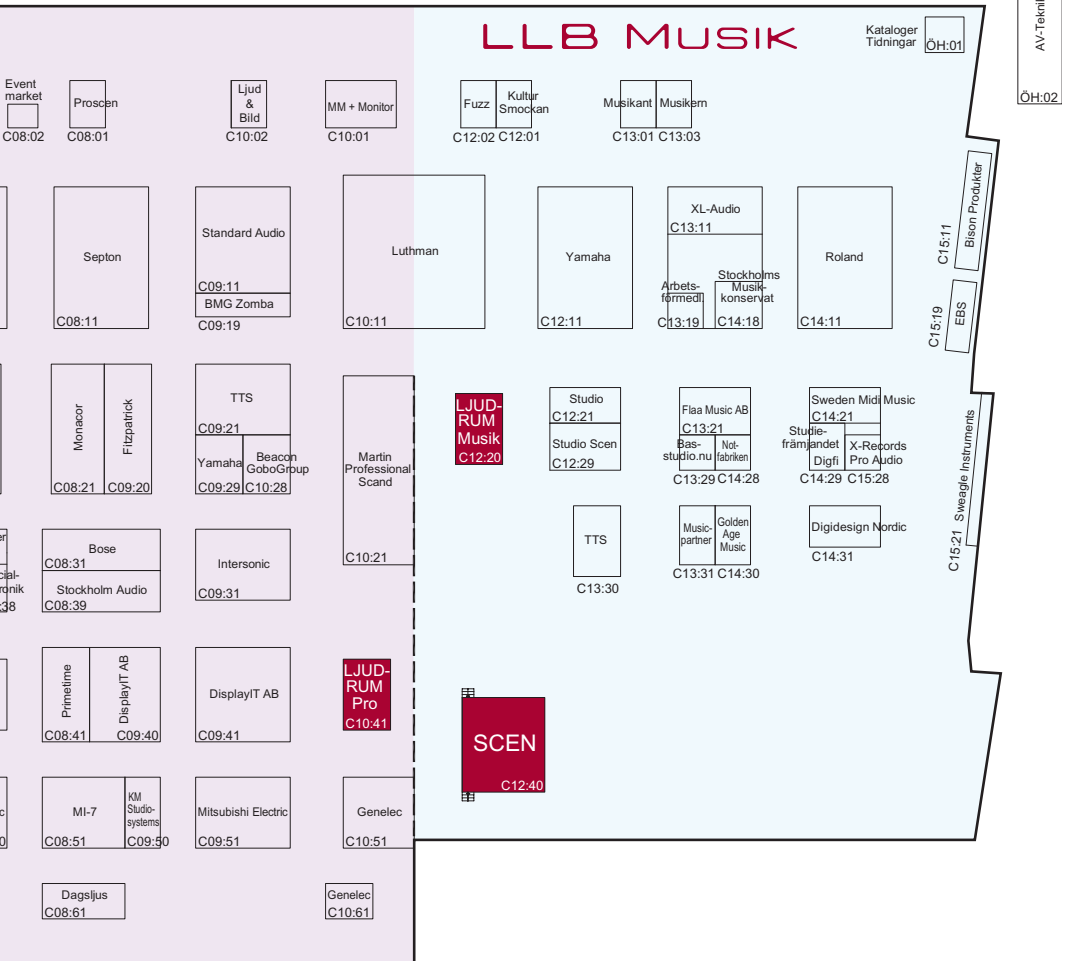 LLB MUSIK
Kataloger
Tidningar
ÖH:01
AV-Teknik
ÖH:02
Event
market
C08:02
Proscen
C08:01
Ljud
&
Bild
C10:02
MM + Monitor
C10:01
Fuzz
C12:02
Kultur
Smockan
C12:01
Musikant
C13:01
Musikern
C13:03
Septon
C08:11
Standard Audio
C09:11
BMG Zomba
C09:19
Luthman
C10:11
Yamaha
C12:11
XL-Audio
C13:11
Arbets-
förmedl.
C13:19
Stockholms
Musik-
konservat
C14:18
Roland
C14:11
Bison Produkter
C15:11
EBS
C15:19
Monacor
C08:21
Fitzpatrick
C09:20
TTS
C09:21
Yamaha
C09:29
Beacon
GoboGroup
C10:28
Martin
Professional
Scand
C10:21
LJUD-
RUM
Musik
C12:20
Studio
C12:21
Studio Scen
C12:29
Flaa Music AB
C13:21
Bas-
studio.nu
C13:29
Not-
fabriken
C14:28
Sweden Midi Music
C14:21
Studie-
främjandet
Digfi
C14:29
X-Records
Pro Audio
C15:28
C15:21 Sweagle Instruments
er
cial-
ronik
:38
Bose
C08:31
Stockholm Audio
C08:39
Intersonic
C09:31
TTS
C13:30
Music-
partner
C13:31
Golden
Age
Music
C14:30
Digidesign Nordic
C14:31
Primetime
C08:41
DisplayIT AB
C09:40
DisplayIT AB
C09:41
LJUD-
RUM
Pro
C10:41
SCEN
C12:40
c
0
MI-7
C08:51
KM
Studio-
systems
C09:50
Mitsubishi Electric
C09:51
Genelec
C10:51
Dagsljus
C08:61
Genelec
C10:61